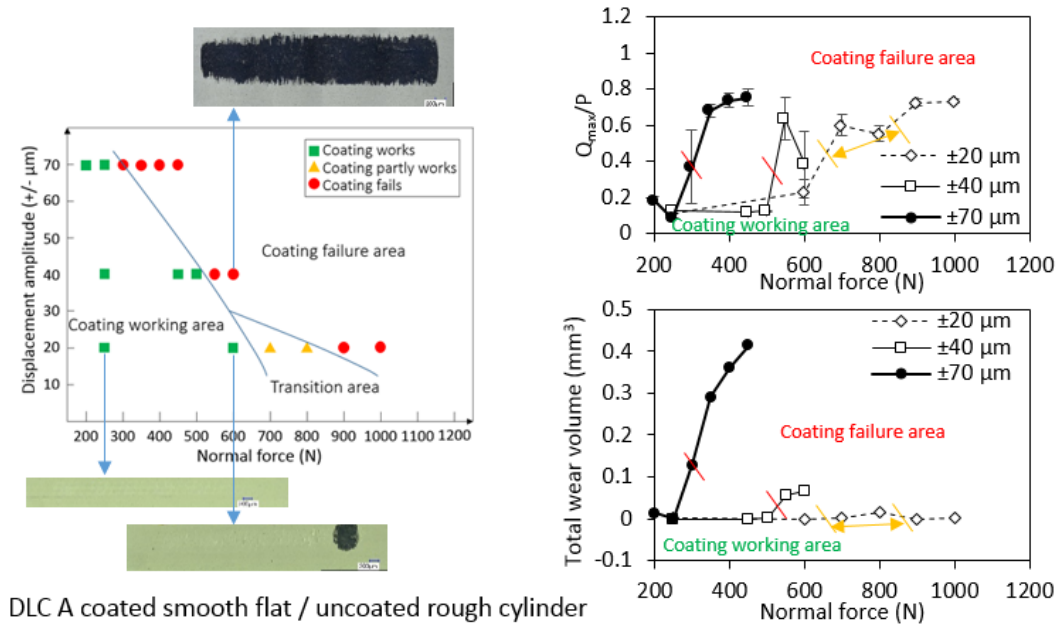 Displacement amplitude (+/- μm)
80
70
60
50
40
30
20
10
Coating works
Coating partly works
Coating fails
Coating failure area
Coating working area
Transition area
200 300 400 500 600 700 800 900 1000 1100 1200
Normal force (N)
DLC A coated smooth flat / uncoated rough cylinder
Qmax/P
1.2
1
0.8
0.6
0.4
0.2
0
Coating failure area
±20 μm
±40 μm
±70 μm
Coating working area
200 400 600 800 1000 1200
Normal force (N)
Total wear volume (mm³)
0.5
0.4
0.3
0.2
0.1
0
-0.1
±20 μm
±40 μm
±70 μm
Coating failure area
Coating working area
200 400 600 800 1000 1200
Normal force (N)